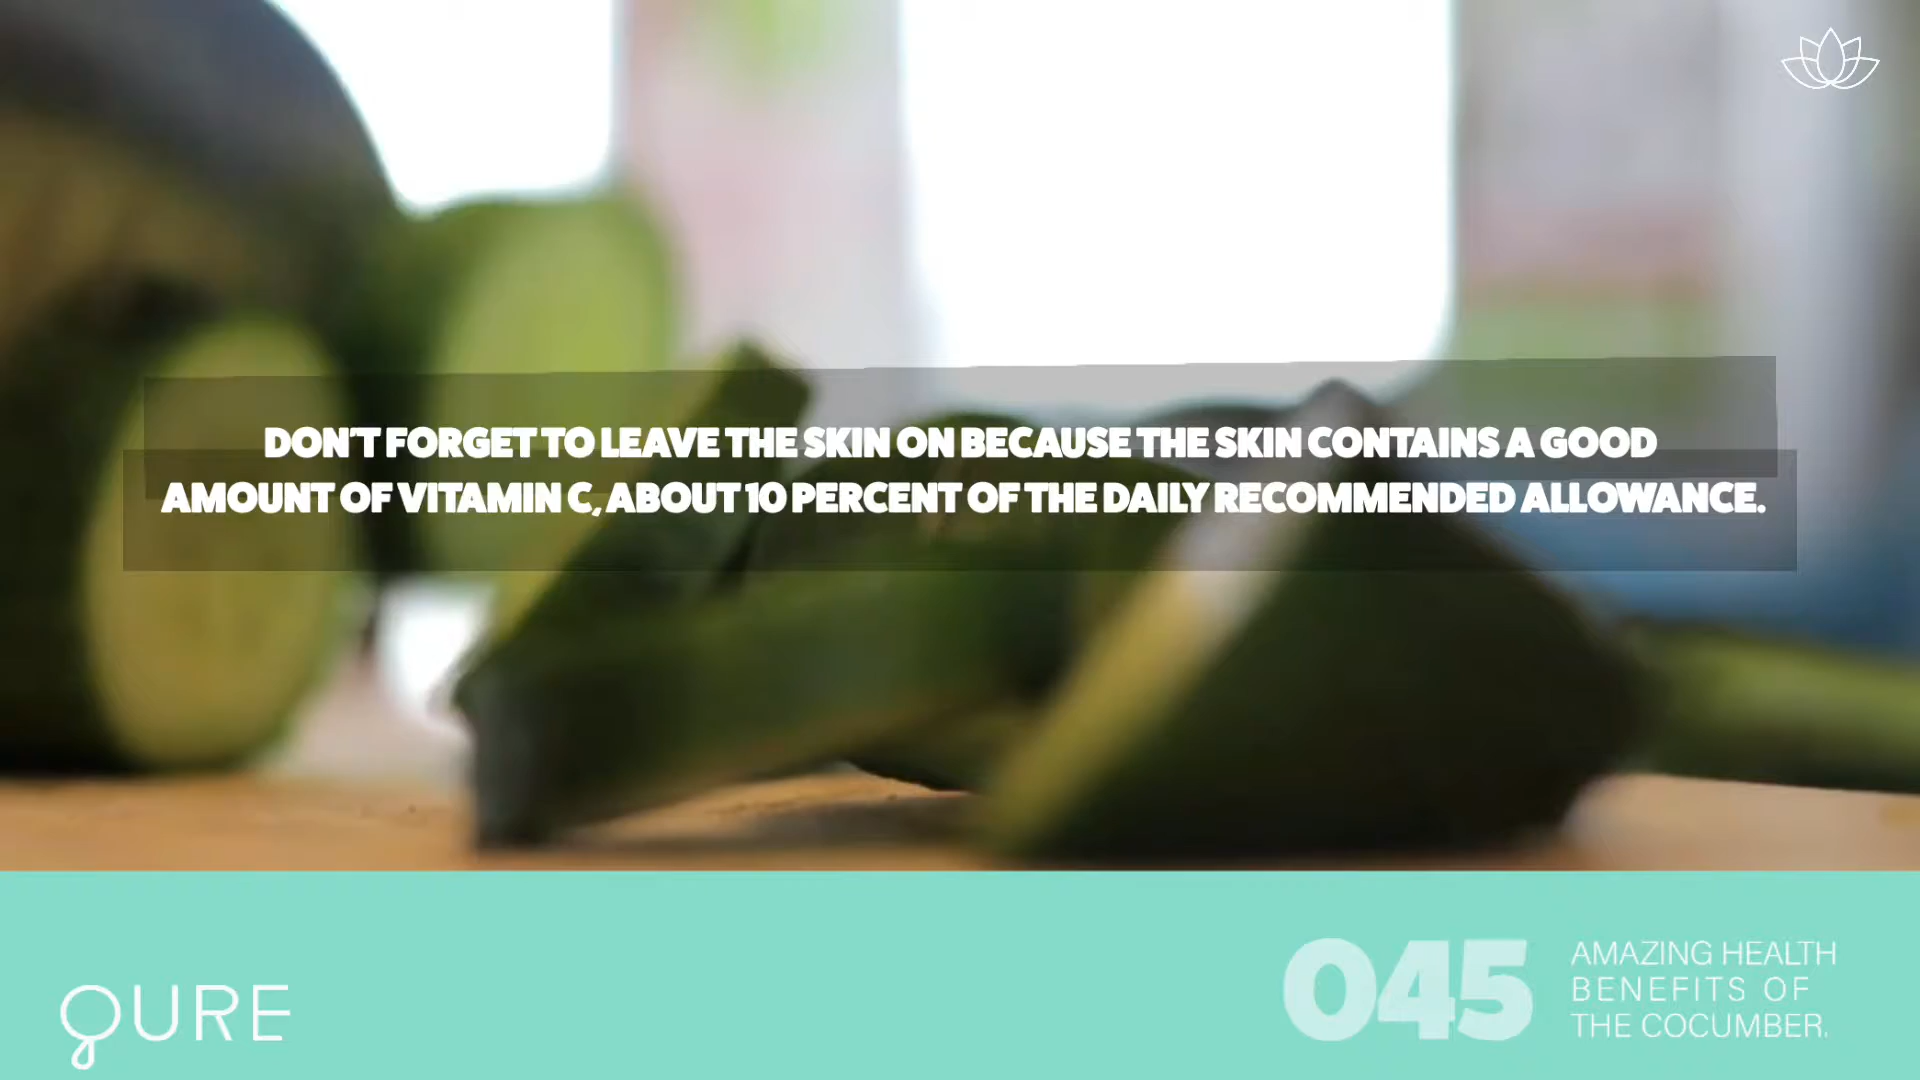 DON'T FORGET TO LEAVE THE SKIN ON BECAUSE THE SKIN CONTAINS A GOOD
AMOUNT OF VITAMIN C, ABOUT 10 PERCENT OF THE DAILY RECOMMENDED ALLOWANCE.
QURE
045
AMAZING HEALTH
BENEFITS OF
THE COCUMBER.